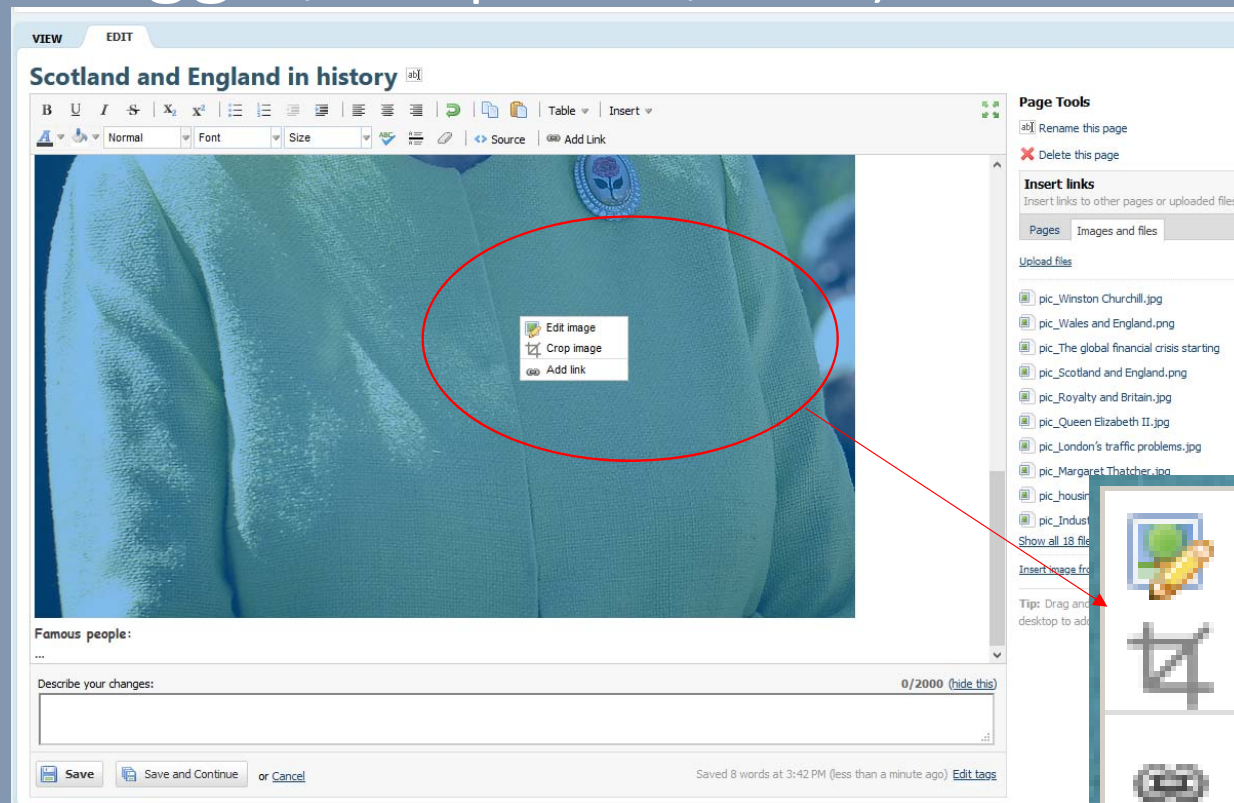 VIEW EDIT
Scotland and England in history
B U I S X₂ X² Table Insert
A Normal Font Size ABC Source Add Link
Edit image
Crop image
Add link
Famous people:
...
Describe your changes: 0/2000 (hide this)
Save Save and Continue or Cancel Saved 8 words at 3:42 PM (less than a minute ago) Edit tags
Page Tools
Rename this page
Delete this page
Insert links
Insert links to other pages or uploaded files
Pages Images and files
Upload files
pic_Winston Churchill.jpg
pic_Wales and England.png
pic_The global financial crisis starting
pic_Scotland and England.png
pic_Royalty and Britain.jpg
pic_Queen Elizabeth II.jpg
pic_London's traffic problems.jpg
pic_Margaret Thatcher.jpg
Show all 18
Insert image
Tip: Drag
desktop to